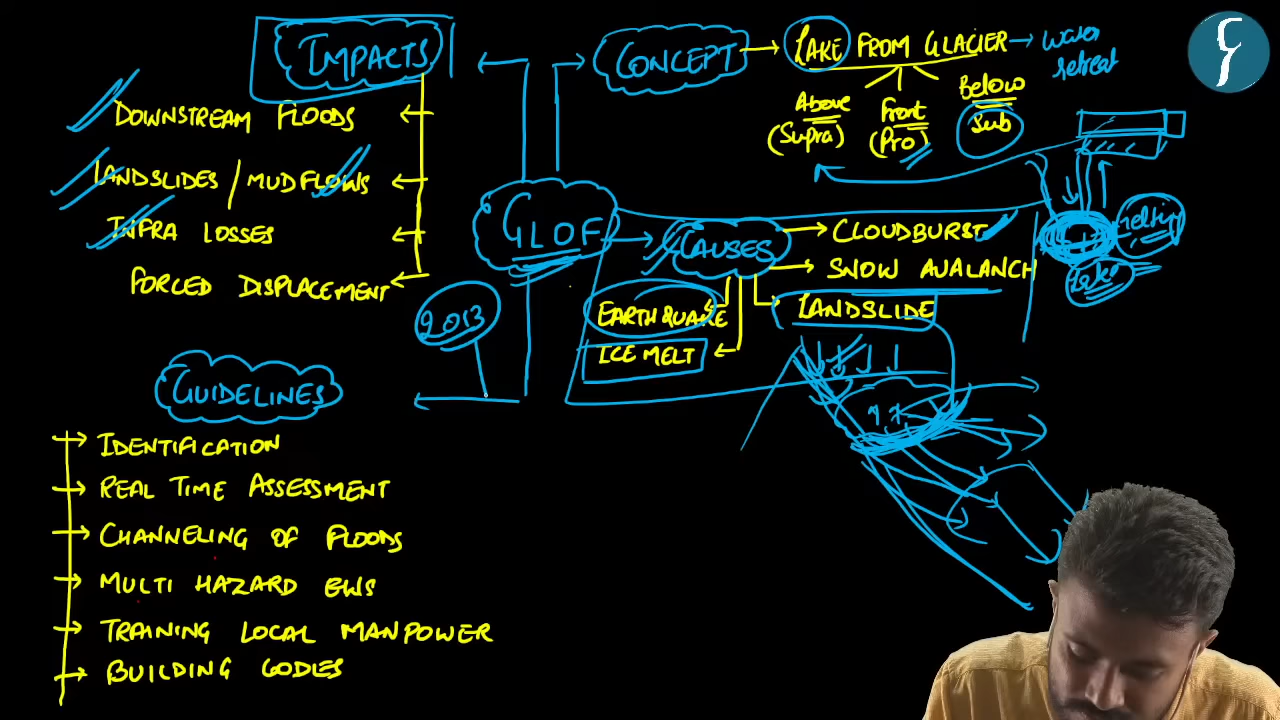 IMPACTS
DOWNSTREAM FLOODS
LANDSLIDES / MUDFLOWS
INFRA LOSSES
FORCED DISPLACEMENT
CONCEPT
LAKE FROM GLACIER
water
retreat
Above
(Supra)
Front
(Pro)
Below
Sub
melting
lake
GLOF
CAUSES
CLOUDBURST
SNOW AVALANCH
LANDSLIDE
EARTHQUAKE
ICE MELT
2013
GUIDELINES
IDENTIFICATION
REAL TIME ASSESSMENT
CHANNELING OF FLOODS
MULTI HAZARD EWS
TRAINING LOCAL MANPOWER
BUILDING CODES